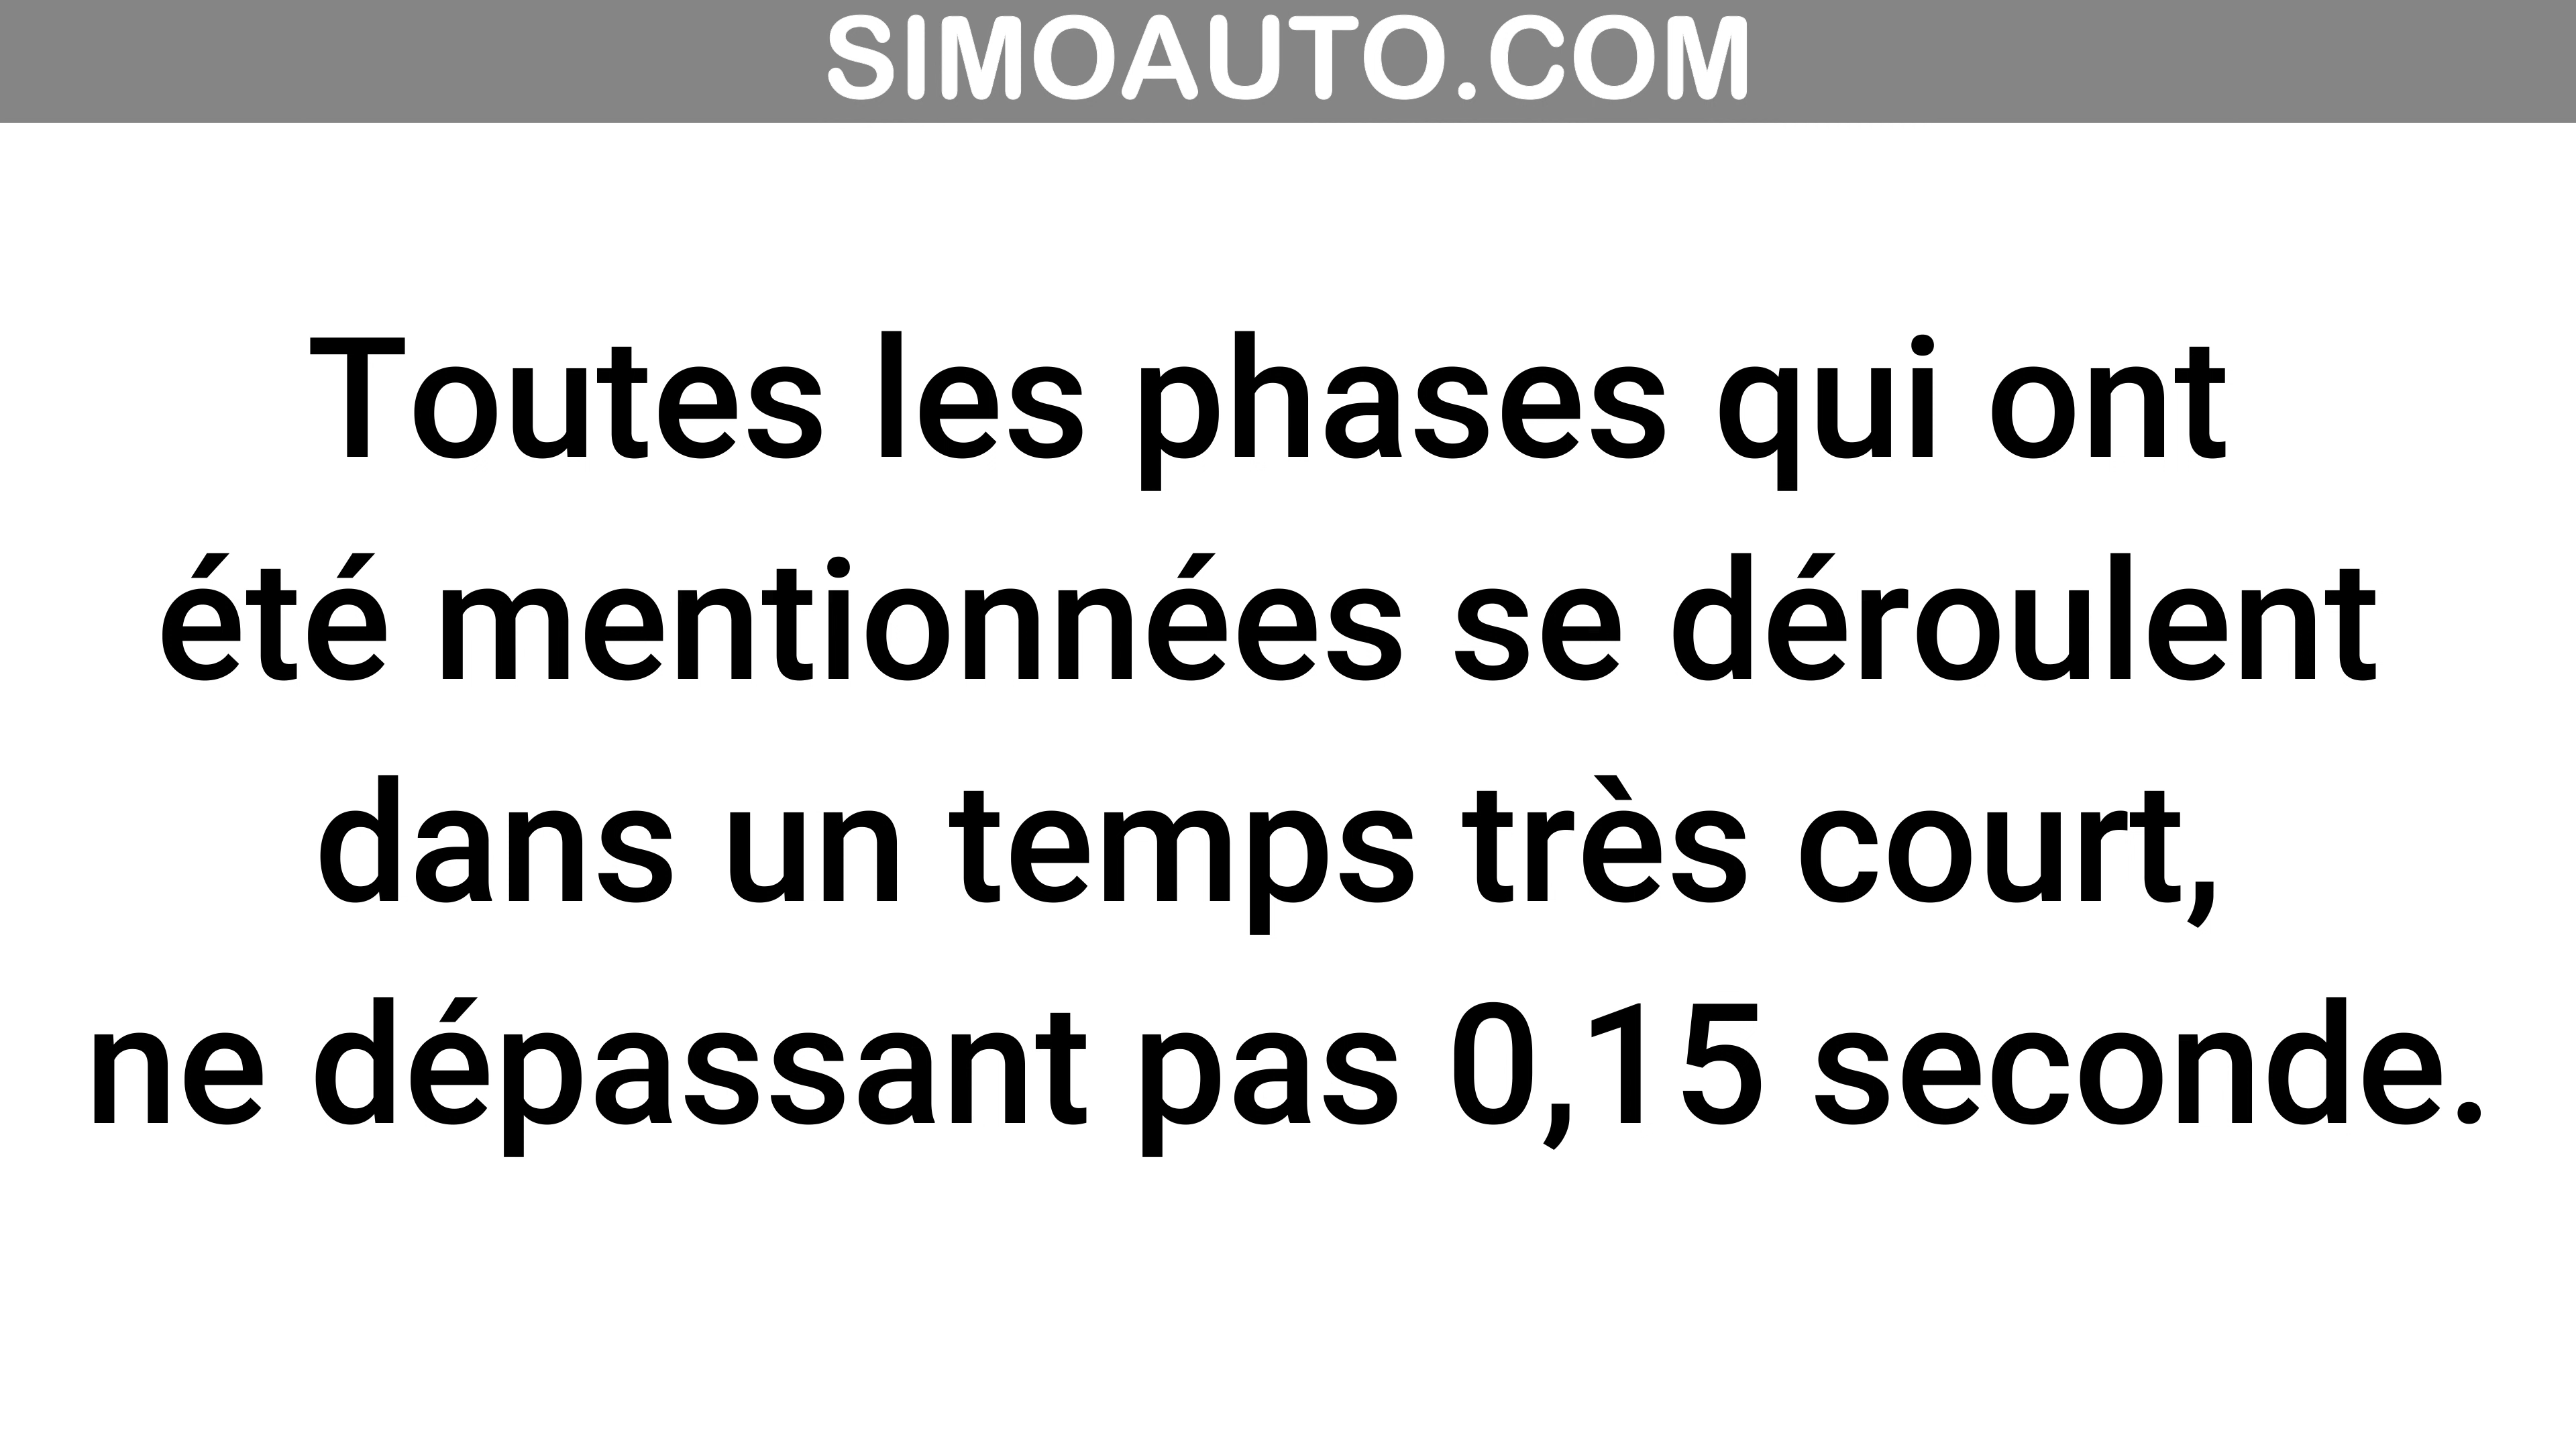 SIMOAUTO.COM
Toutes les phases qui ont
été mentionnées se déroulent
dans un temps très court,
ne dépassant pas 0,15 seconde.